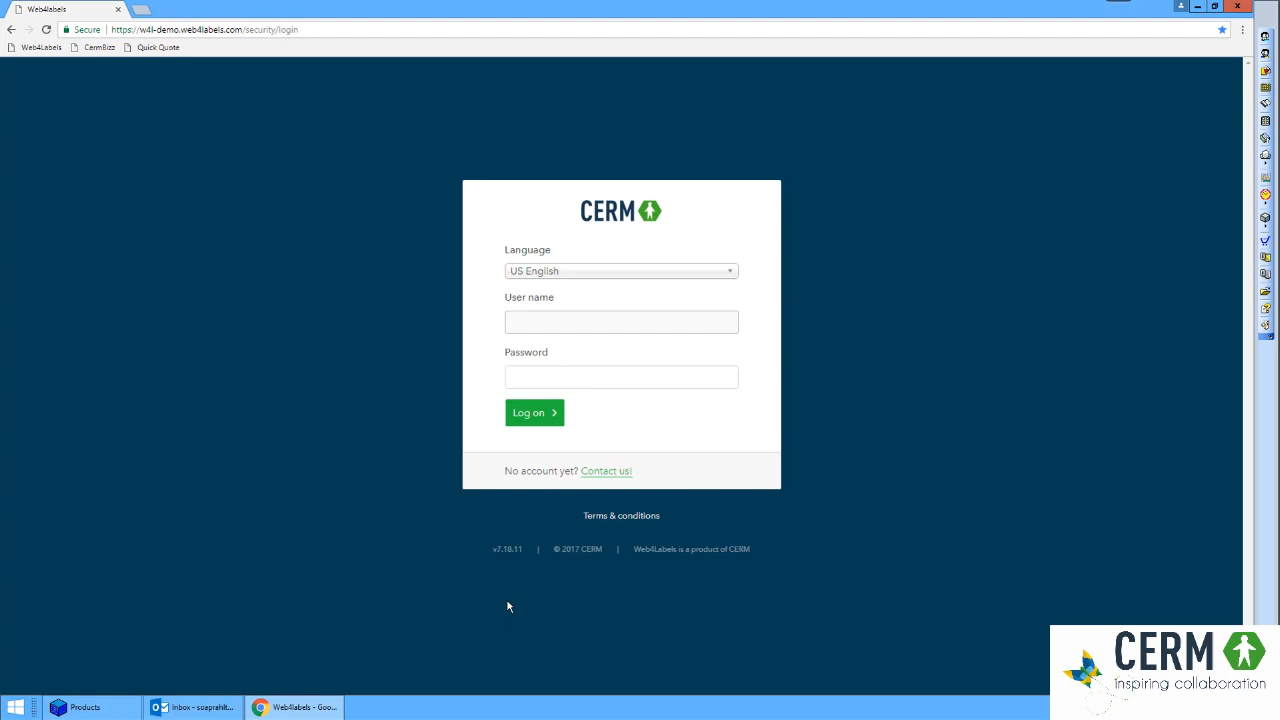 Web4labels
Secure https://w4l-demo.web4labels.com/security/login
Web4Labels CermBizz Quick Quote
CERM
Language
US English
User name
Password
Log on
No account yet? Contact us!
Terms & conditions
v7.18.11 | © 2017 CERM | Web4Labels is a product of CERM
CERM
inspiring collaboration
Products Inbox - soaprahlt... Web4labels - Goo...